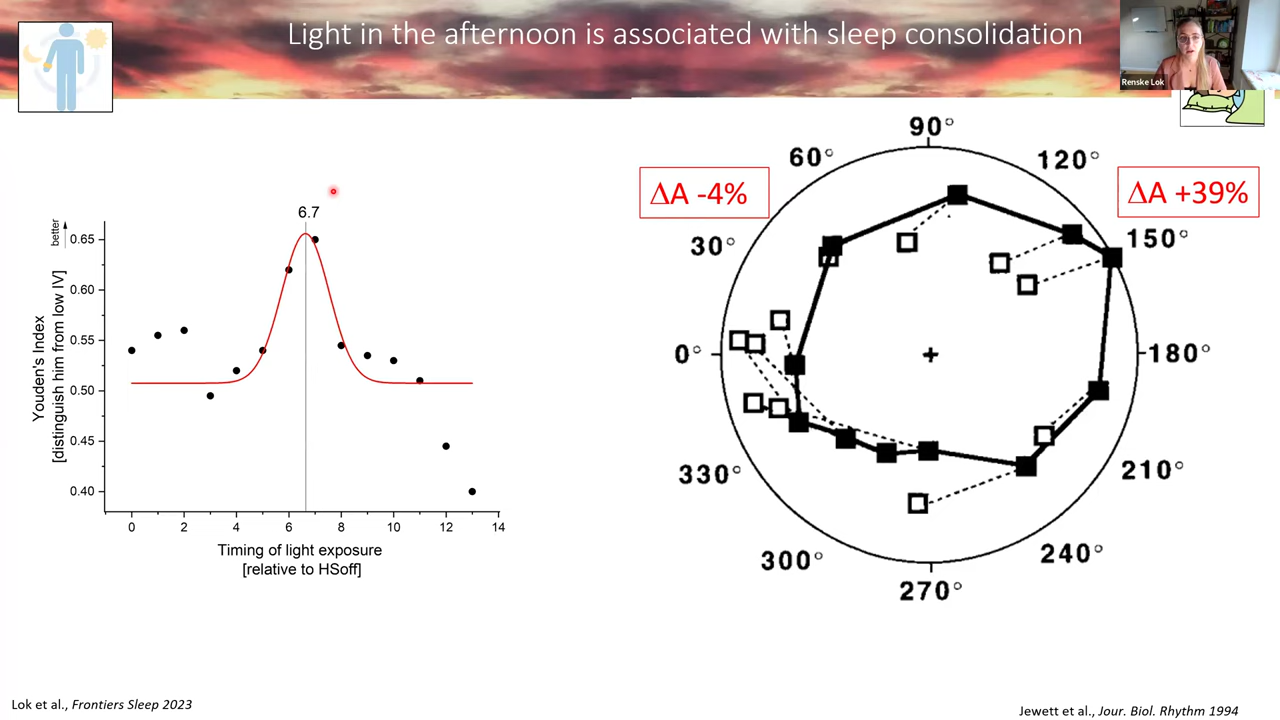 Light in the afternoon is associated with sleep consolidation
Renske Lok
better
Youden's Index
[distinguish him from low IV]
6.7
0.65
0.60
0.55
0.50
0.45
0.40
0 2 4 6 8 10 12 14
Timing of light exposure
[relative to HSoff]
ΔA -4%
ΔA +39%
90°
60°
120°
30°
150°
0°
180°
330°
210°
300°
240°
270°
Lok et al., Frontiers Sleep 2023
Jewett et al., Jour. Biol. Rhythm 1994